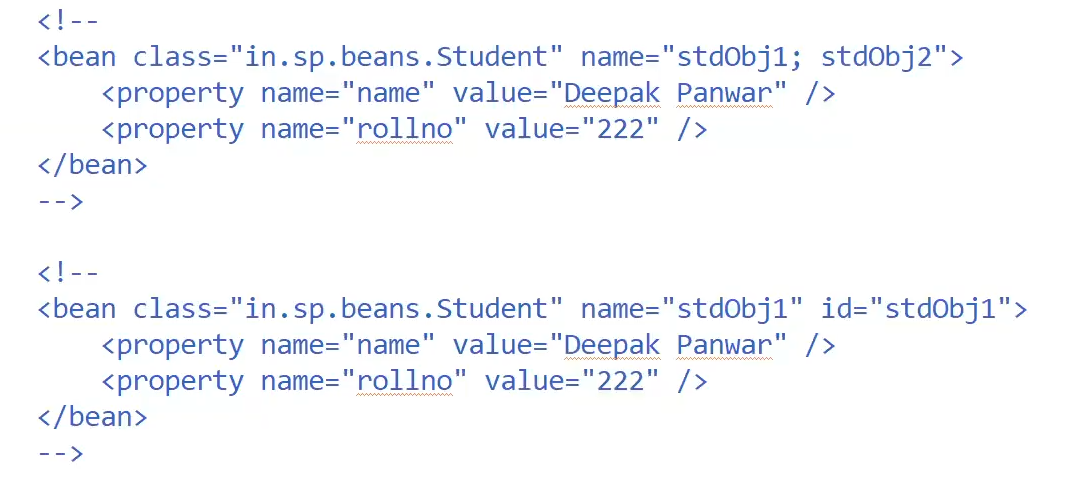 <!--
<bean class="in.sp.beans.Student" name="stdObj1; stdObj2">
    <property name="name" value="Deepak Panwar" />
    <property name="rollno" value="222" />
</bean>
-->

<!--
<bean class="in.sp.beans.Student" name="stdObj1" id="stdObj1">
    <property name="name" value="Deepak Panwar" />
    <property name="rollno" value="222" />
</bean>
-->